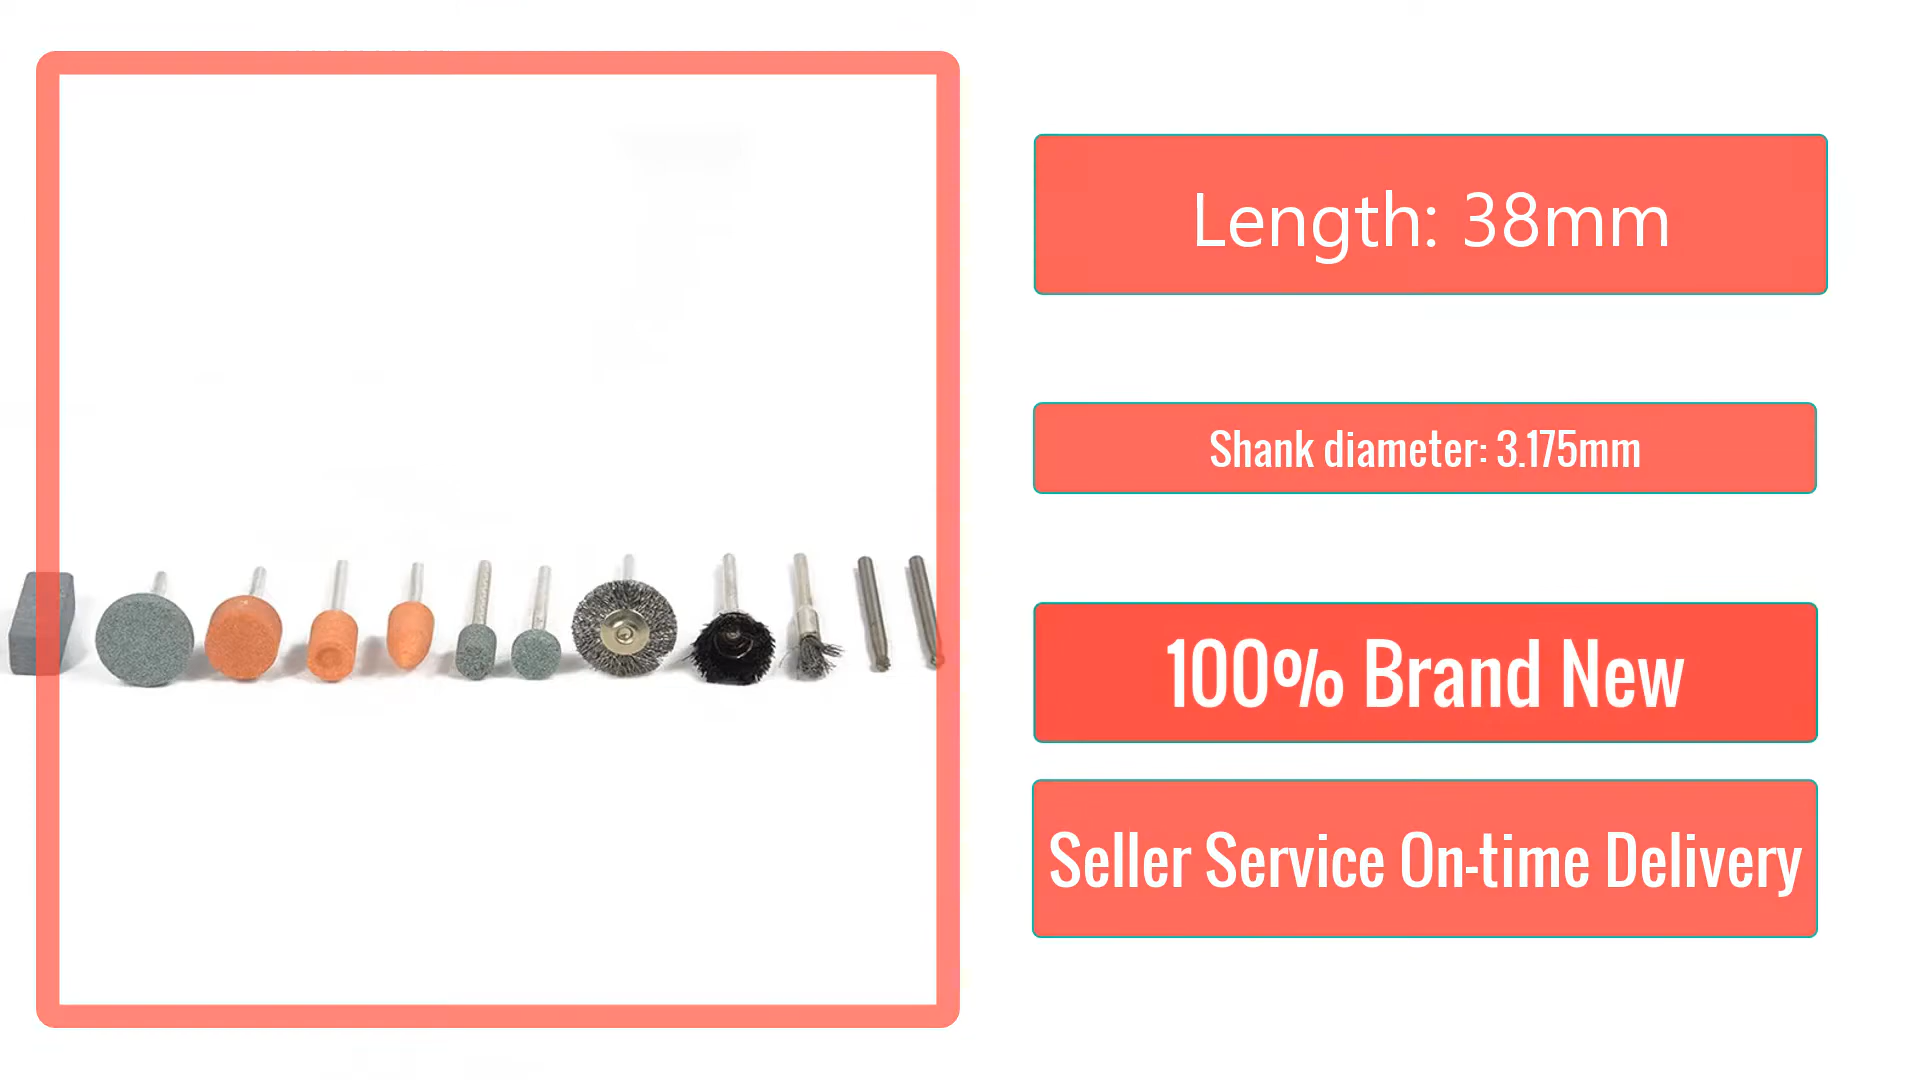 Length: 38mm
Shank diameter: 3.175mm
100% Brand New
Seller Service On-time Delivery